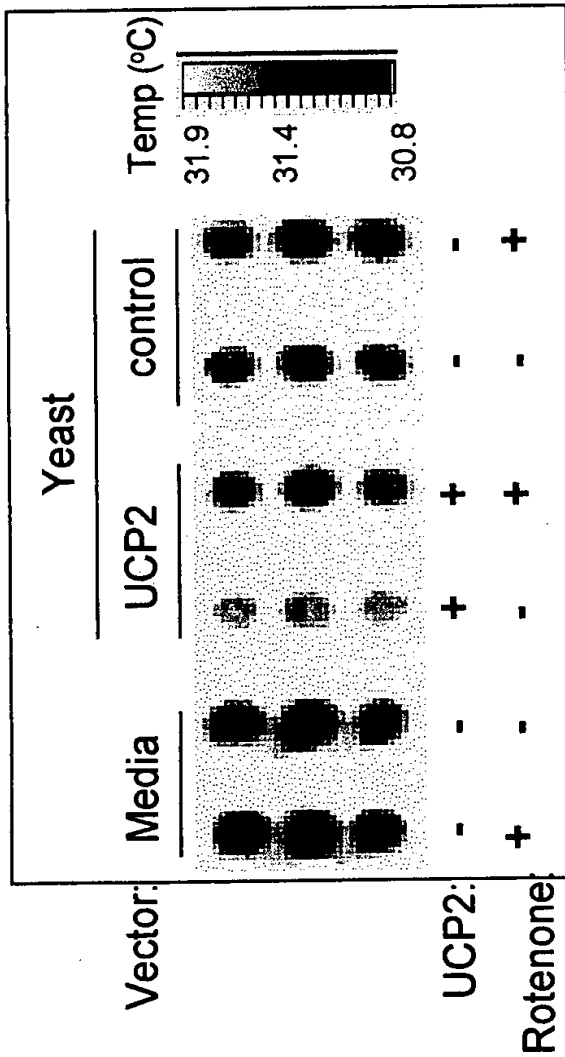 Yeast
Vector: Media UCP2 control Temp (ºC)
31.9
31.4
30.8
UCP2: - - + + - -
Rotenone: + - - + - +